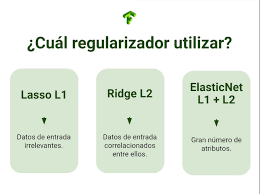 ¿Cuál regularizador utilizar?
Lasso L1
Datos de entrada
irrelevantes.
Ridge L2
Datos de entrada
correlacionados
entre ellos.
ElasticNet
L1 + L2
Gran número de
atributos.